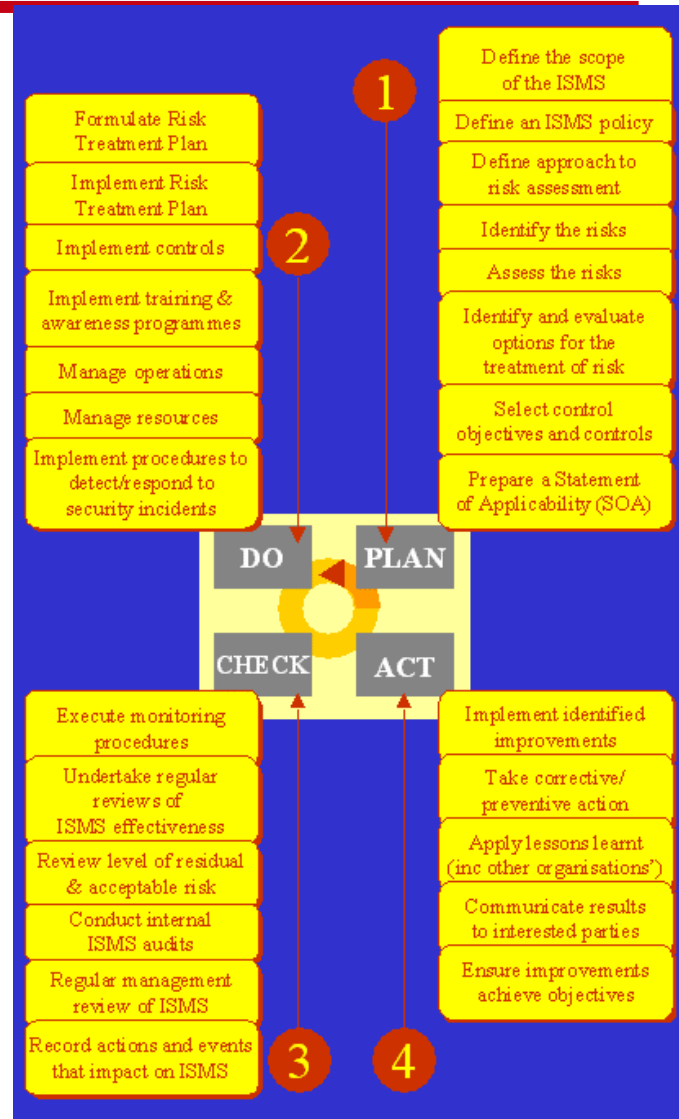 1
Define the scope
of the ISMS
Define an ISMS policy
Define approach to
risk assessment
Identify the risks
Assess the risks
Identify and evaluate
options for the
treatment of risk
Select control
objectives and controls
Prepare a Statement
of Applicability (SOA)
2
Formulate Risk
Treatment Plan
Implement Risk
Treatment Plan
Implement controls
Implement training &
awareness programmes
Manage operations
Manage resources
Implement procedures to
detect/respond to
security incidents
DO
PLAN
CHECK
ACT
Execute monitoring
procedures
Undertake regular
reviews of
ISMS effectiveness
Review level of residual
& acceptable risk
Conduct internal
ISMS audits
Regular management
review of ISMS
Record actions and events
that impact on ISMS
3
Implement identified
improvements
Take corrective/
preventive action
Apply lessons learnt
(inc other organisations')
Communicate results
to interested parties
Ensure improvements
achieve objectives
4